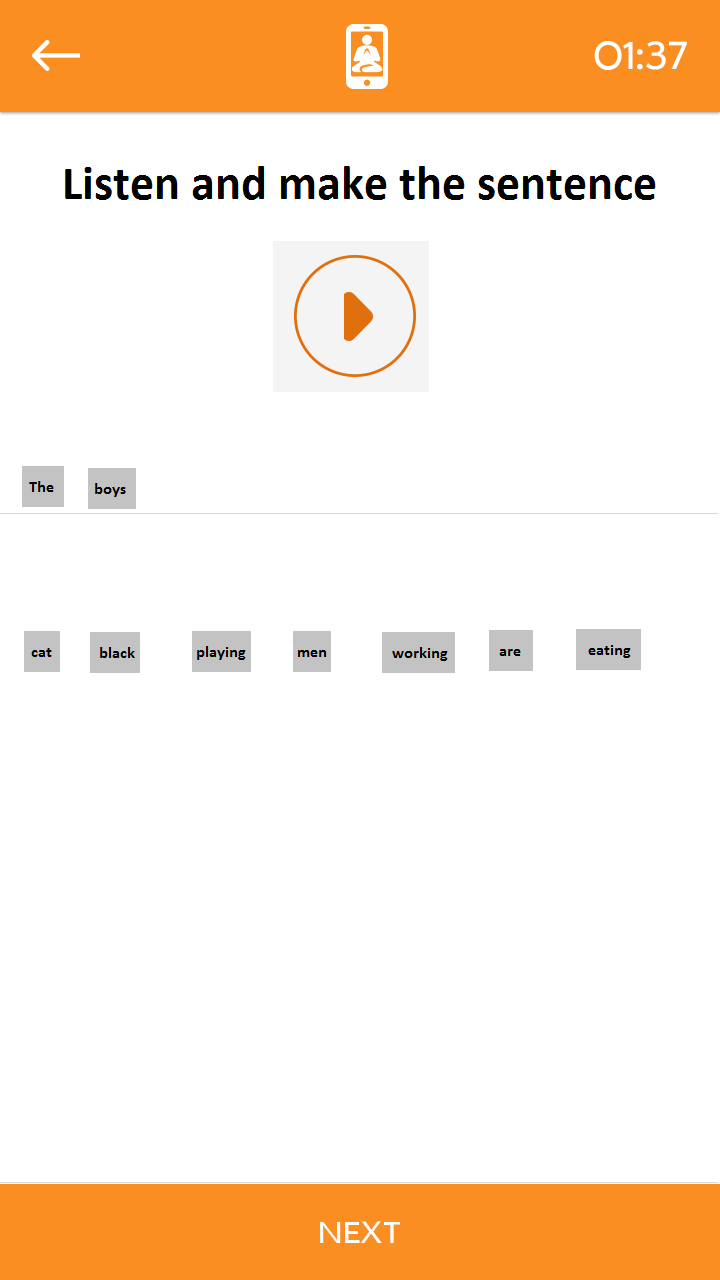 01:37
Listen and make the sentence
The boys
cat black playing men working are eating
NEXT